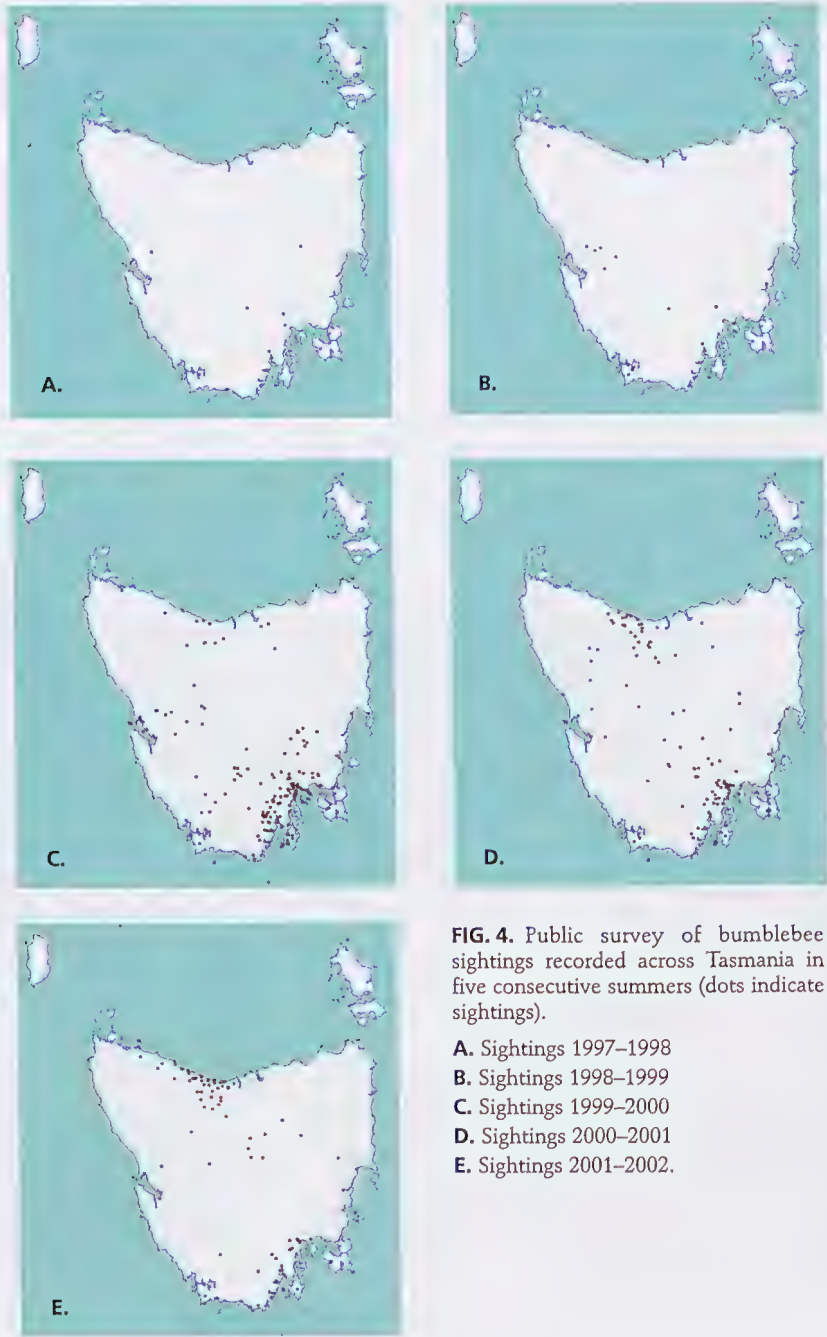 A.
B.
C.
D.
E.
FIG. 4. Public survey of bumblebee
sightings recorded across Tasmania in
five consecutive summers (dots indicate
sightings).
A. Sightings 1997–1998
B. Sightings 1998–1999
C. Sightings 1999–2000
D. Sightings 2000–2001
E. Sightings 2001–2002.